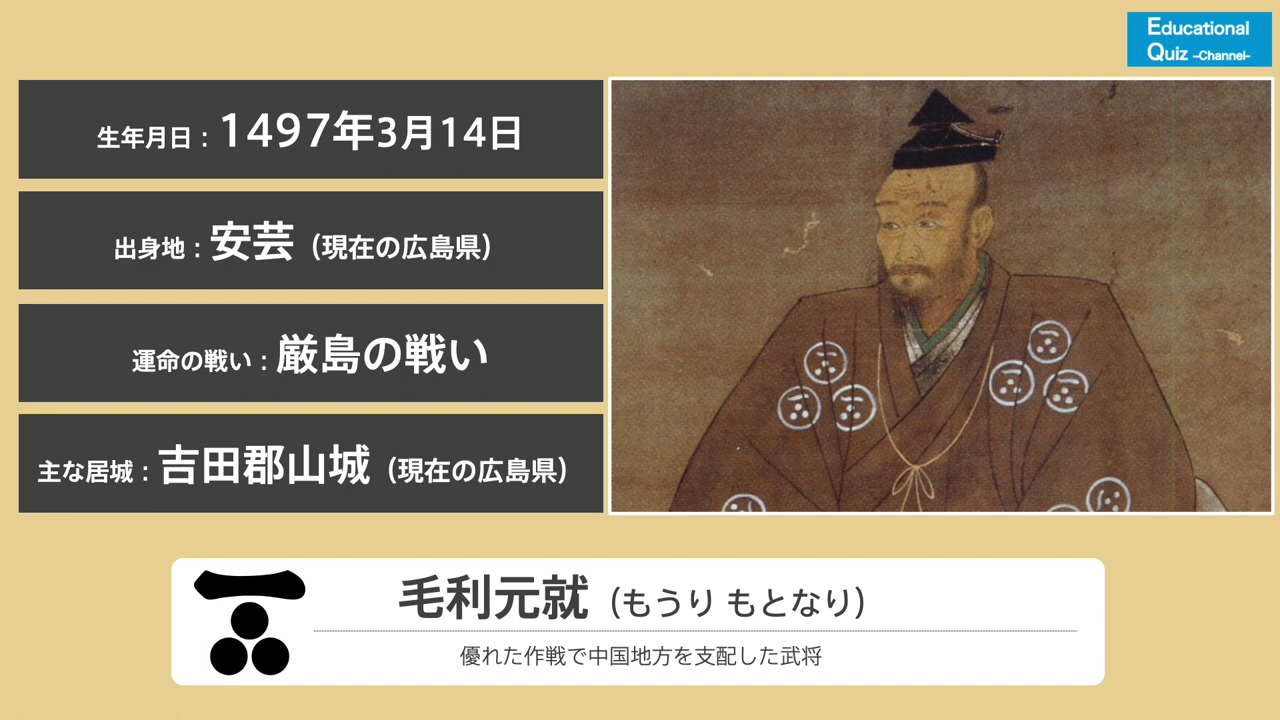 Educational
Quiz -Channel-
生年月日：1497年3月14日
出身地：安芸（現在の広島県）
運命の戦い：厳島の戦い
主な居城：吉田郡山城（現在の広島県）
毛利元就（もうり もとなり）
優れた作戦で中国地方を支配した武将